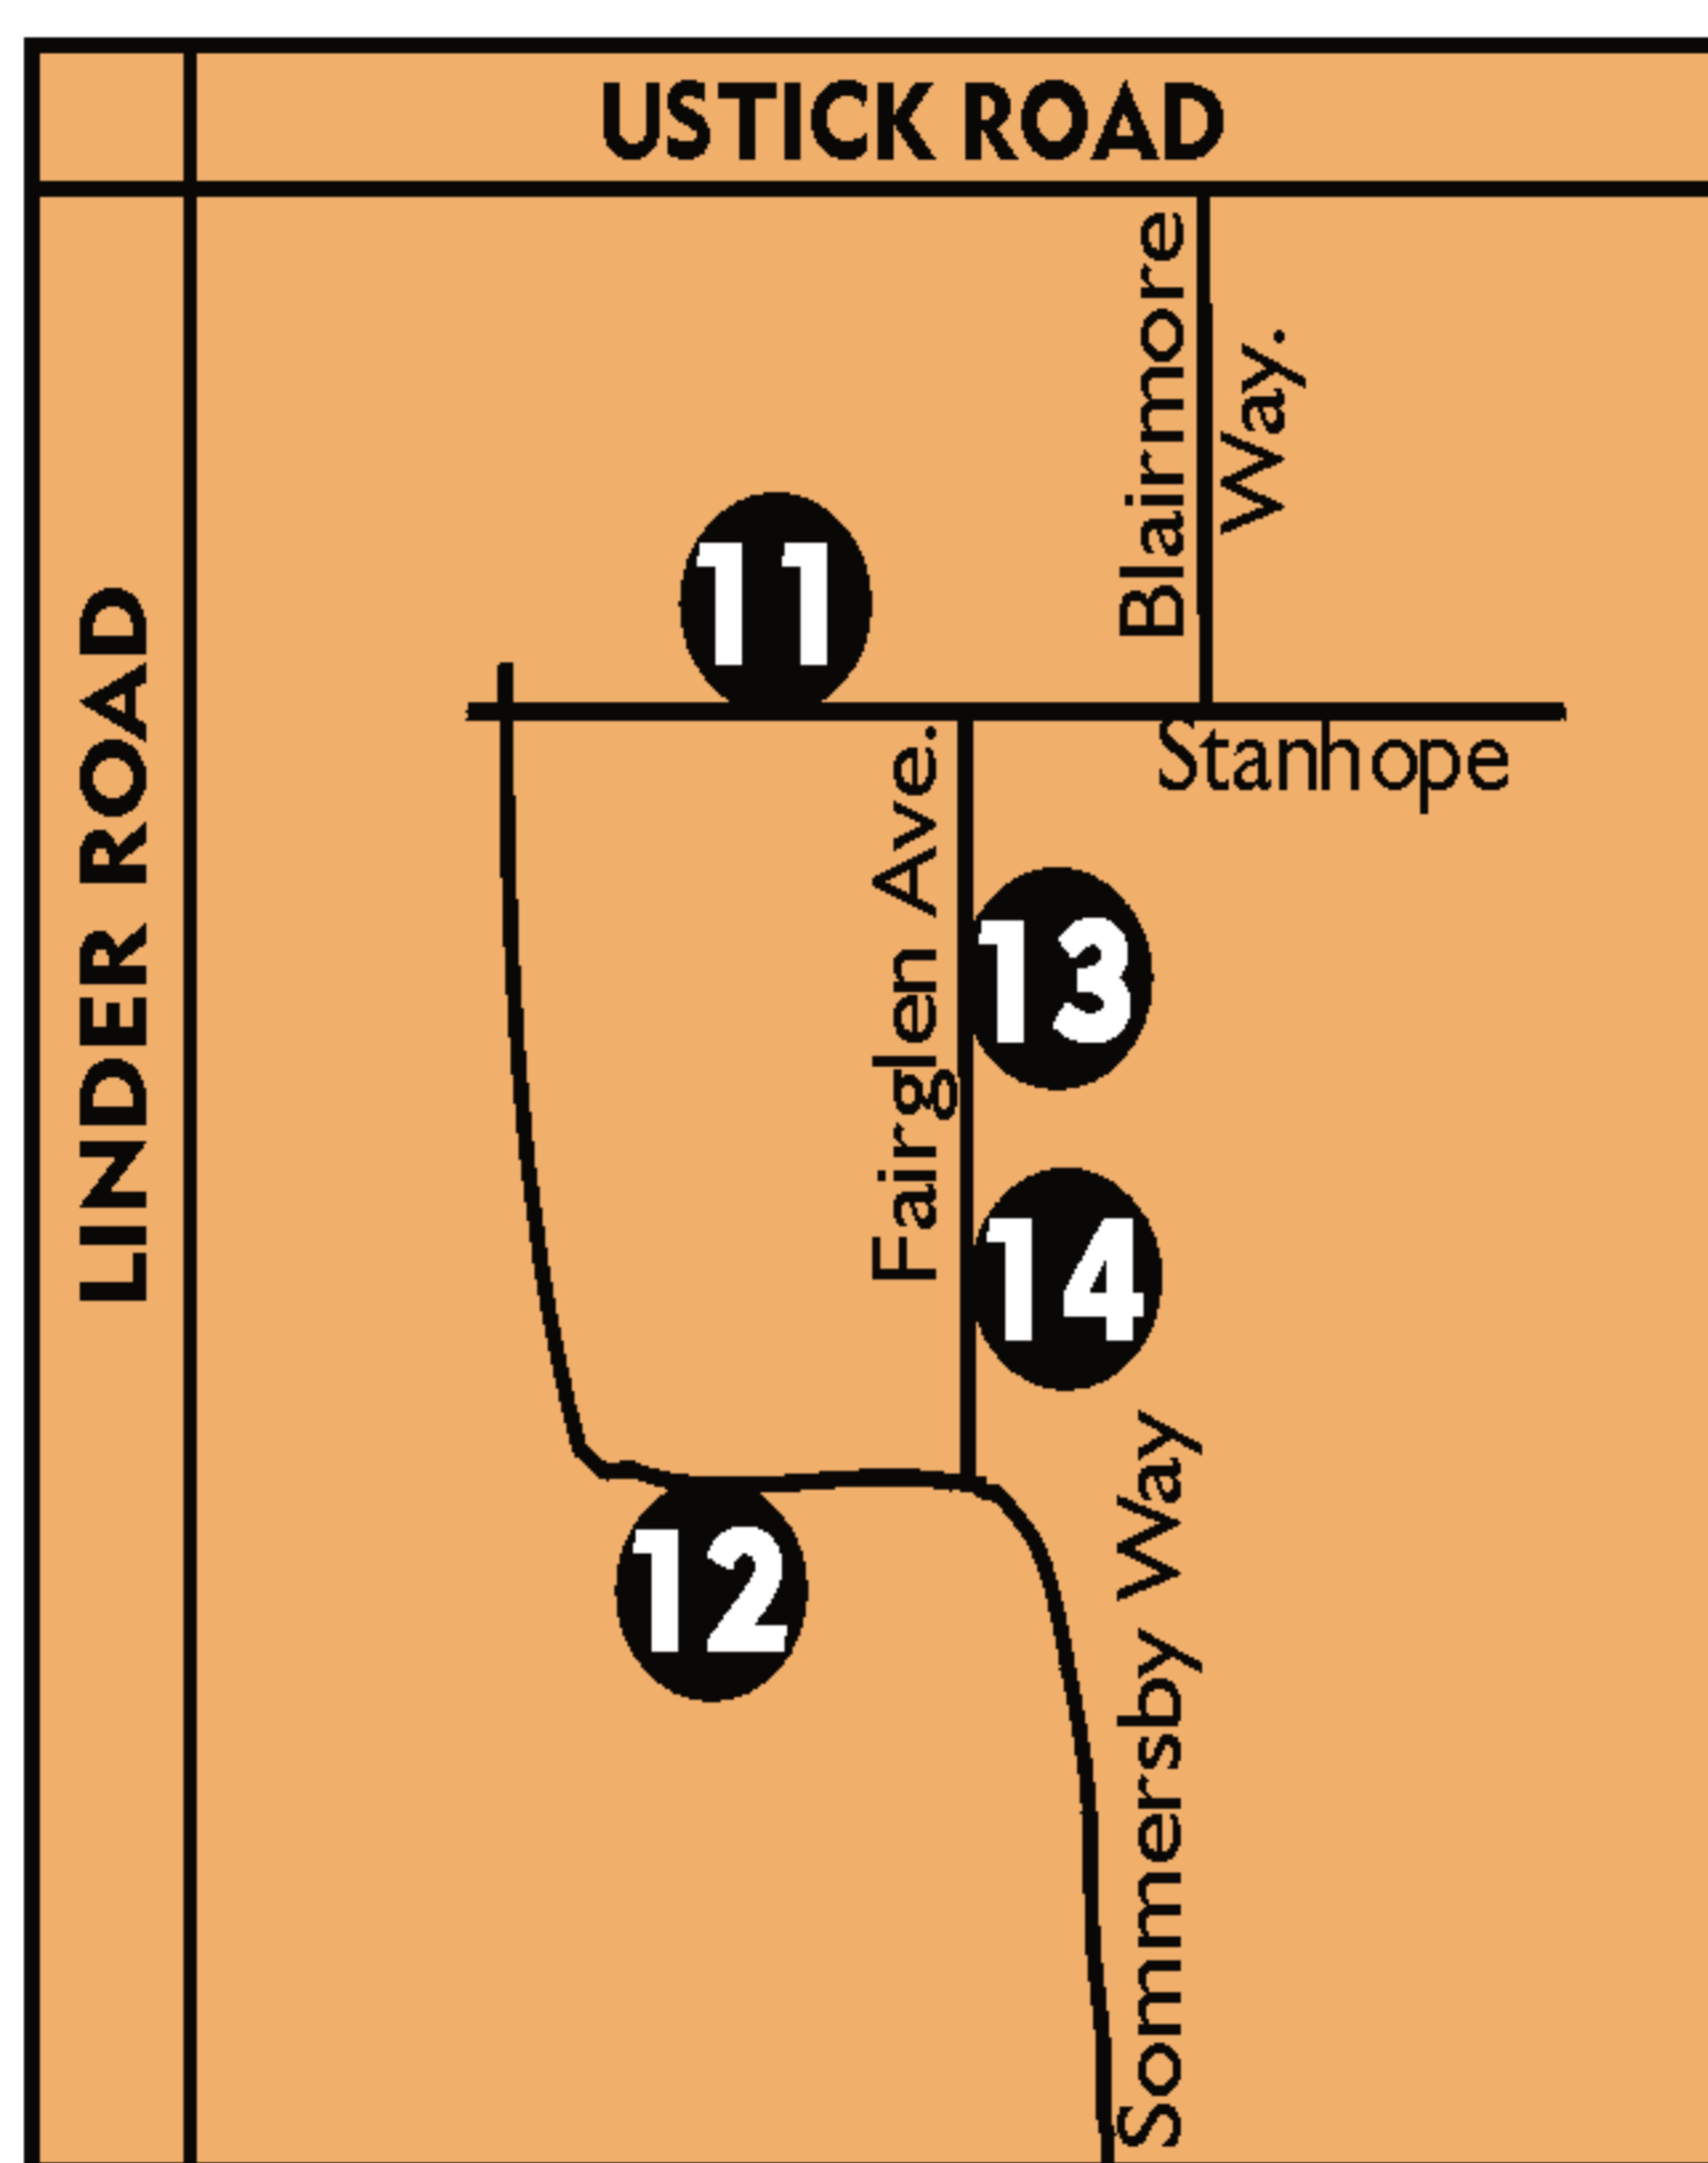 USTICK ROAD
LINDER ROAD
Blairmore
Way.
11
Stanhope
Fairglen Ave.
13
14
12
Sommersby Way